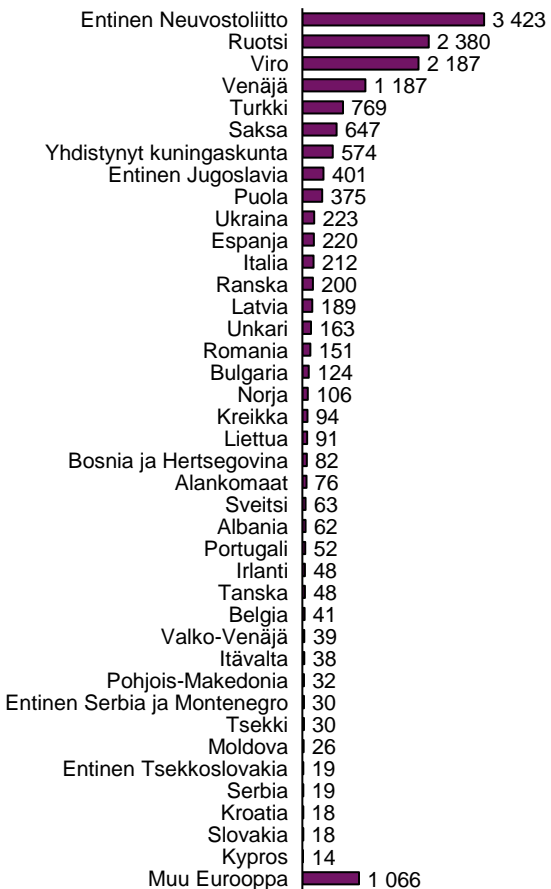 Entinen Neuvostoliitto 3 423
Ruotsi 2 380
Viro 2 187
Venäjä 1 187
Turkki 769
Saksa 647
Yhdistynyt kuningaskunta 574
Entinen Jugoslavia 401
Puola 375
Ukraina 223
Espanja 220
Italia 212
Ranska 200
Latvia 189
Unkari 163
Romania 151
Bulgaria 124
Norja 106
Kreikka 94
Liettua 91
Bosnia ja Hertsegovina 82
Alankomaat 76
Sveitsi 63
Albania 62
Portugali 52
Irlanti 48
Tanska 48
Belgia 41
Valko-Venäjä 39
Itävalta 38
Pohjois-Makedonia 32
Entinen Serbia ja Montenegro 30
Tsekki 30
Moldova 26
Entinen Tsekkoslovakia 19
Serbia 19
Kroatia 18
Slovakia 18
Kypros 14
Muu Eurooppa 1 066